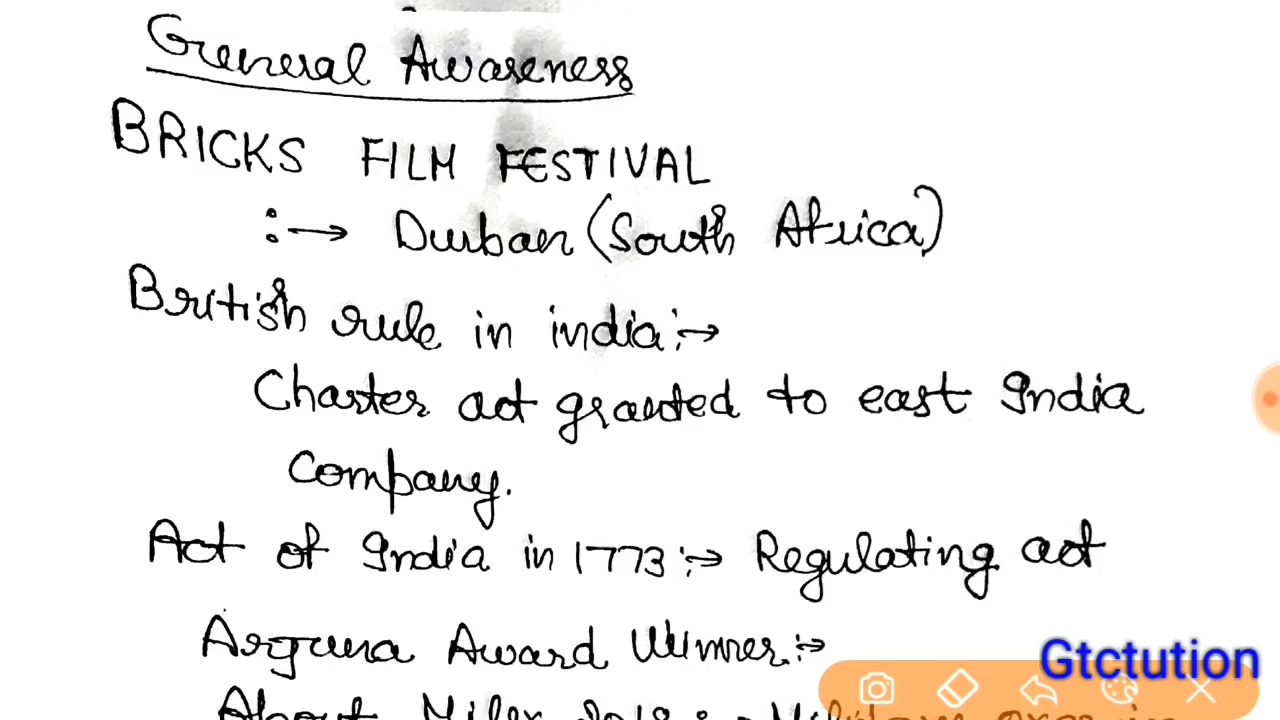 General Awareness
BRICKS FILM FESTIVAL
:→ Durban (South Africa)
British rule in india :→
Charter act granted to east India
company.
Act of India in 1773 :→ Regulating act
Arjuna Award Winner :→
Gtctution
About